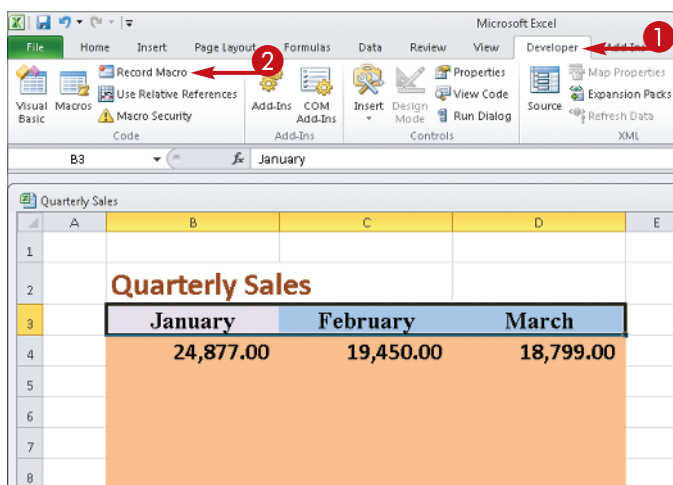 Microsoft Excel
File Home Insert Page Layout Formulas Data Review View Developer Add-Ins
1
2
Record Macro
Use Relative References
Macro Security
Visual Basic
Macros
Code
Add-Ins
COM Add-Ins
Add-Ins
Insert
Design Mode
Properties
View Code
Run Dialog
Controls
Source
Map Properties
Expansion Packs
Refresh Data
XML
B3 fx January
Quarterly Sales
A B C D E
1
2 Quarterly Sales
3 January February March
4 24,877.00 19,450.00 18,799.00
5
6
7
8